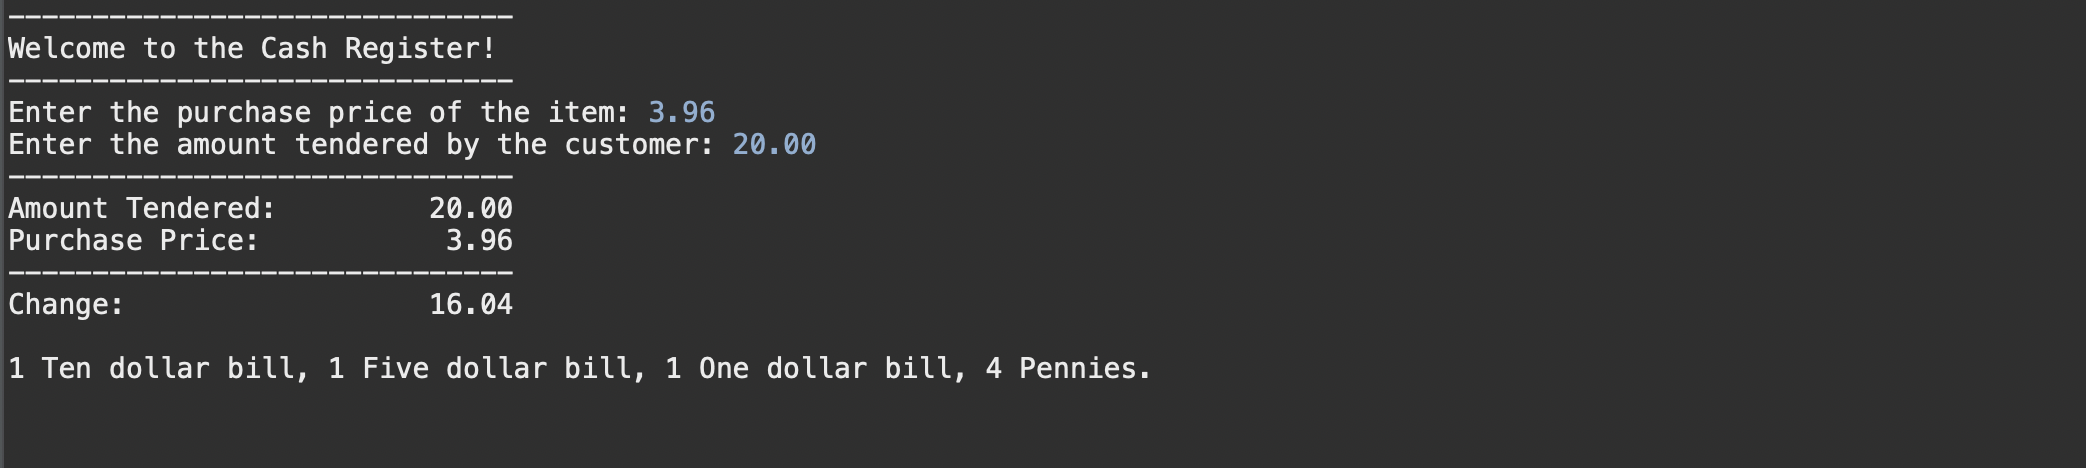 ------------------------------
Welcome to the Cash Register!
------------------------------
Enter the purchase price of the item: 3.96
Enter the amount tendered by the customer: 20.00
------------------------------
Amount Tendered:         20.00
Purchase Price:           3.96
------------------------------
Change:                  16.04

1 Ten dollar bill, 1 Five dollar bill, 1 One dollar bill, 4 Pennies.